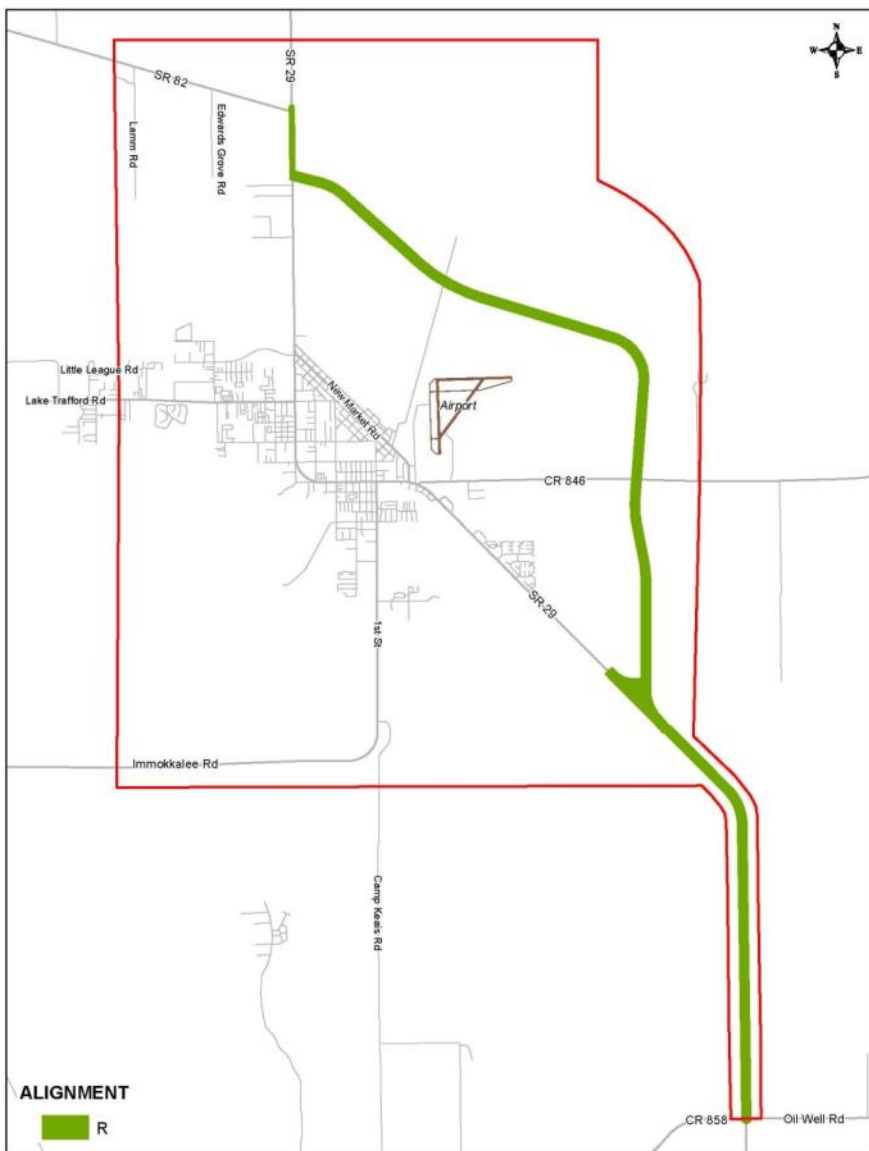 N
W E
S
SR 29
SR 82
Lamm Rd
Edwards Grove Rd
Little League Rd
Lake Trafford Rd
New Market Rd
Airport
CR 846
SR 29
1st St
Immokkalee Rd
Camp Keais Rd
ALIGNMENT
R
CR 858
Oil Well Rd